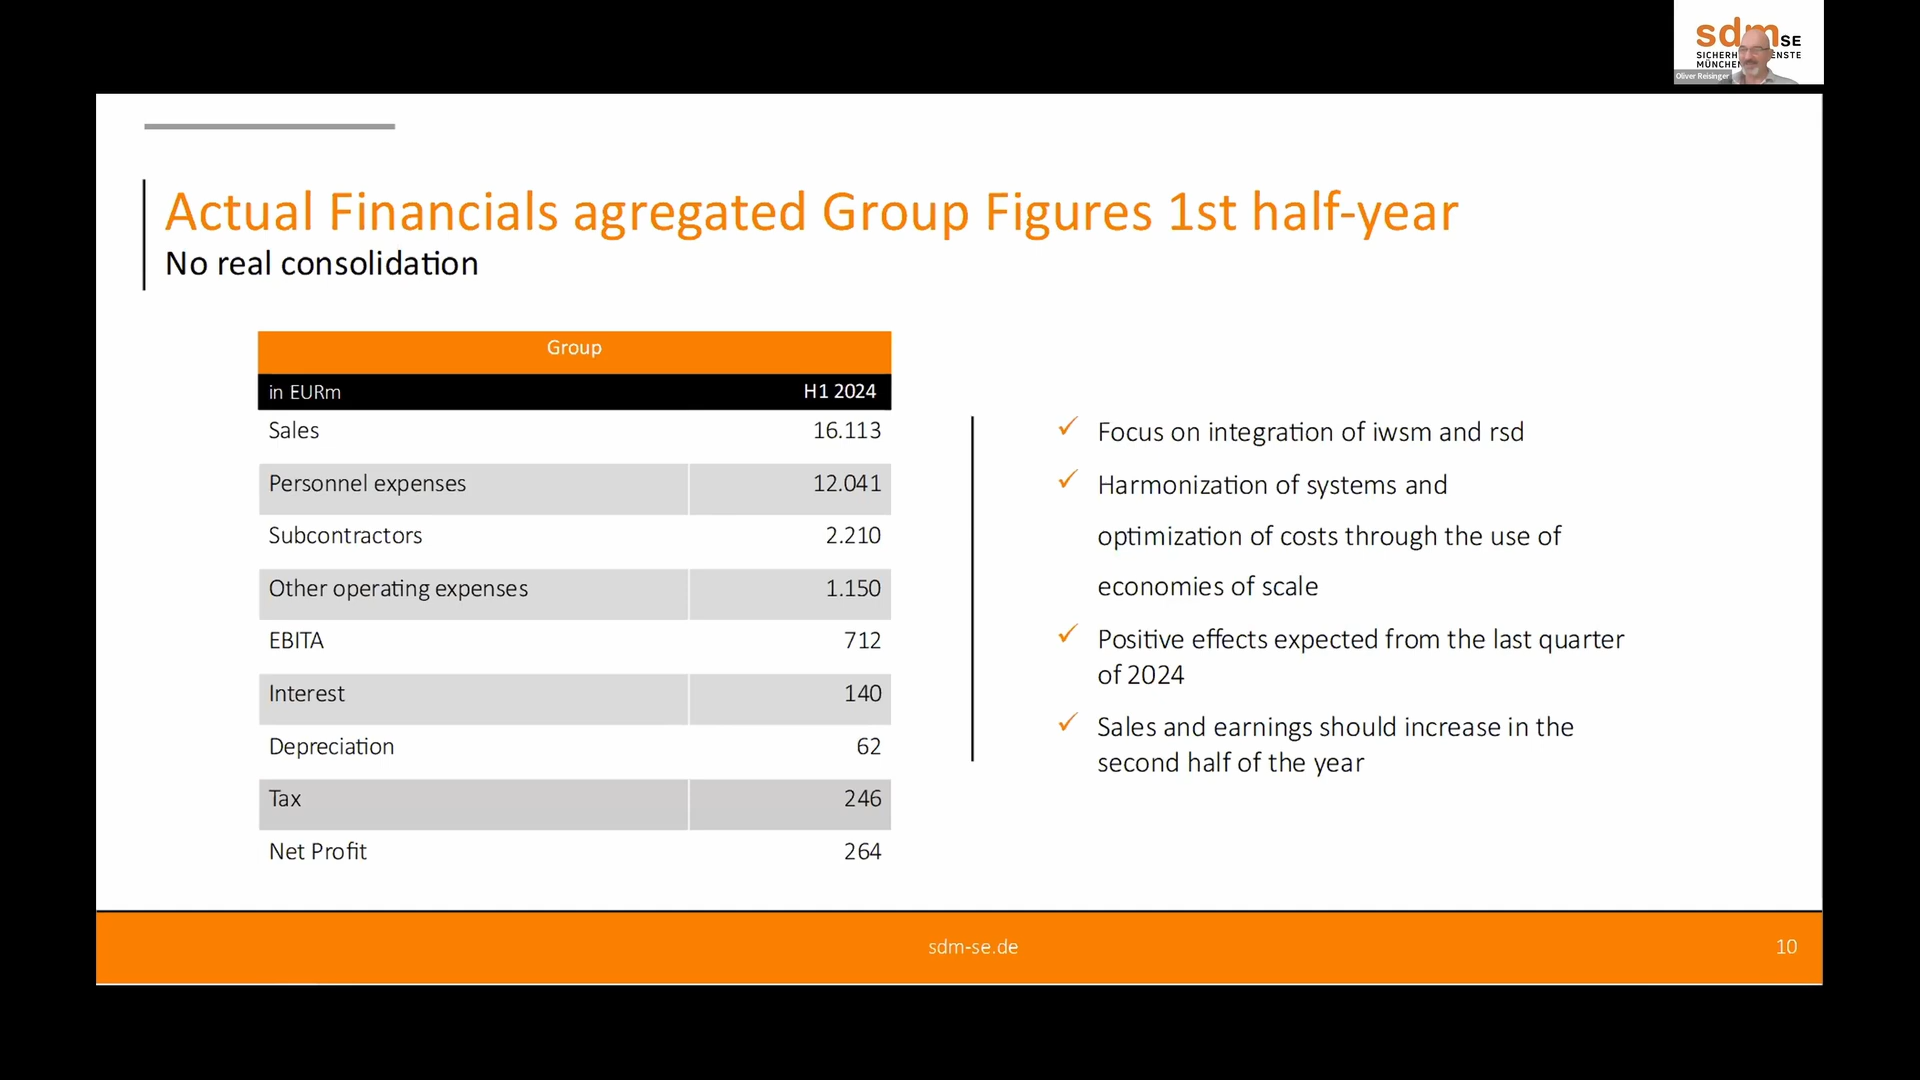 sdmSE
MÜNCHEN
Oliver Reisinger
Actual Financials agregated Group Figures 1st half-year
No real consolidation
Group
in EURm H1 2024
Sales 16.113
Personnel expenses 12.041
Subcontractors 2.210
Other operating expenses 1.150
EBITA 712
Interest 140
Depreciation 62
Tax 246
Net Profit 264
✓ Focus on integration of iwsm and rsd
✓ Harmonization of systems and
optimization of costs through the use of
economies of scale
✓ Positive effects expected from the last quarter
of 2024
✓ Sales and earnings should increase in the
second half of the year
sdm-se.de
10